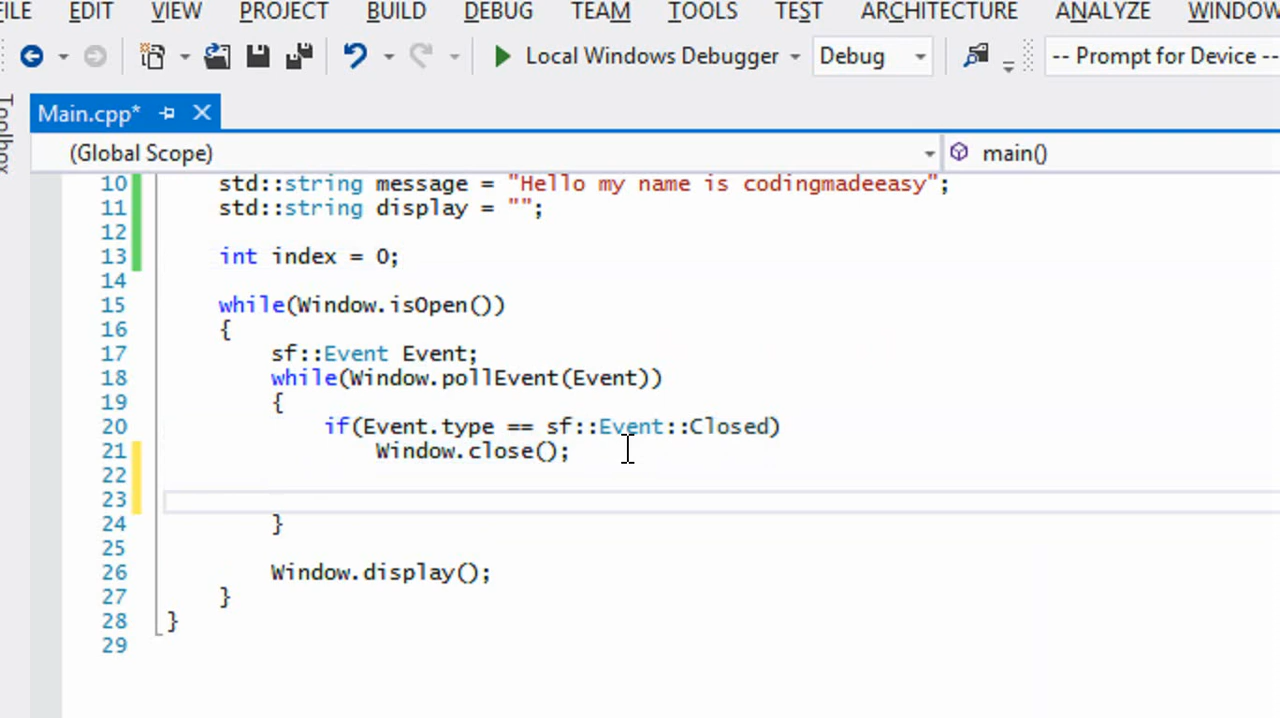 FILE EDIT VIEW PROJECT BUILD DEBUG TEAM TOOLS TEST ARCHITECTURE ANALYZE WINDOW
Local Windows Debugger Debug -- Prompt for Device --
Toolbox
Main.cpp*
(Global Scope) main()
10 std::string message = "Hello my name is codingmadeeasy";
11 std::string display = "";
12
13 int index = 0;
14
15 while(Window.isOpen())
16 {
17 sf::Event Event;
18 while(Window.pollEvent(Event))
19 {
20 if(Event.type == sf::Event::Closed)
21 Window.close();
22
23
24 }
25
26 Window.display();
27 }
28 }
29